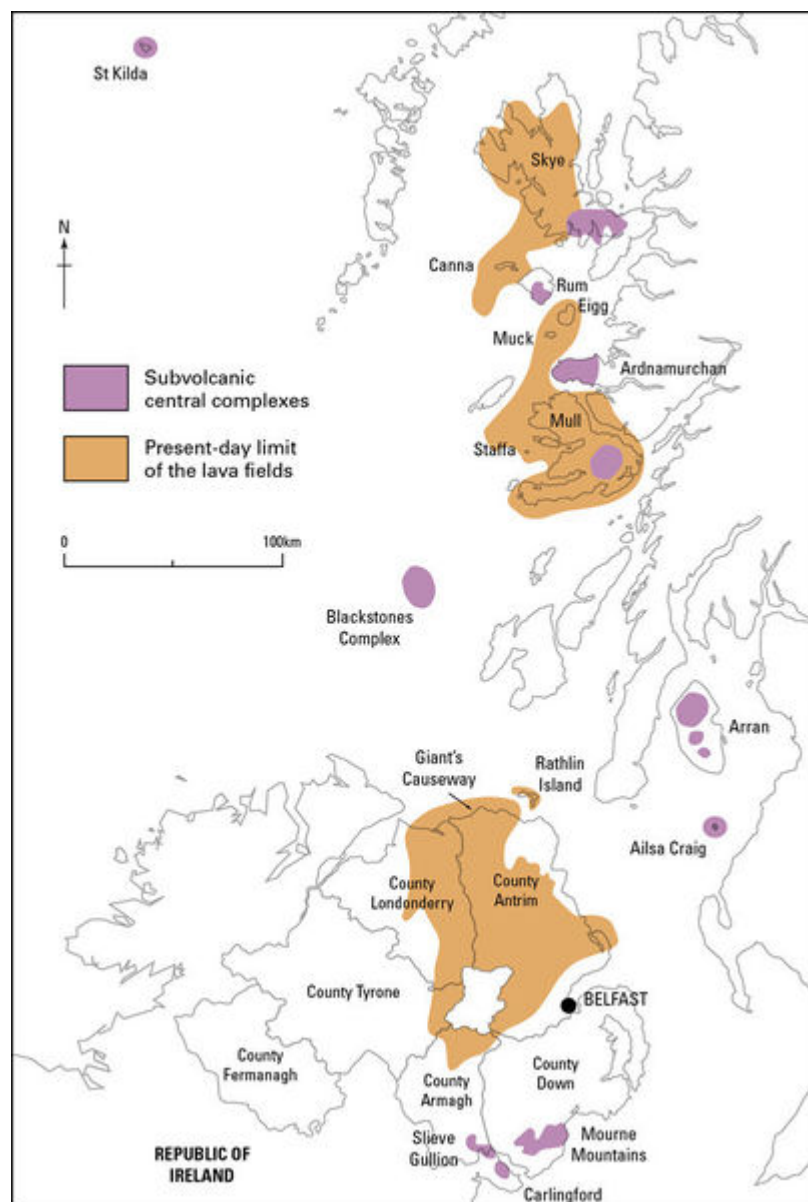 St Kilda
Skye
N
Canna
Rum
Eigg
Muck
Ardnamurchan
Subvolcanic
central complexes
Mull
Present-day limit
of the lava fields
Staffa
0
100km
Blackstones
Complex
Arran
Giant's
Causeway
Rathlin
Island
Ailsa Craig
County
Londonderry
County
Antrim
County Tyrone
BELFAST
County
Fermanagh
County
Down
County
Armagh
Slieve
Gullion
Mourne
Mountains
REPUBLIC OF
IRELAND
Carlingford